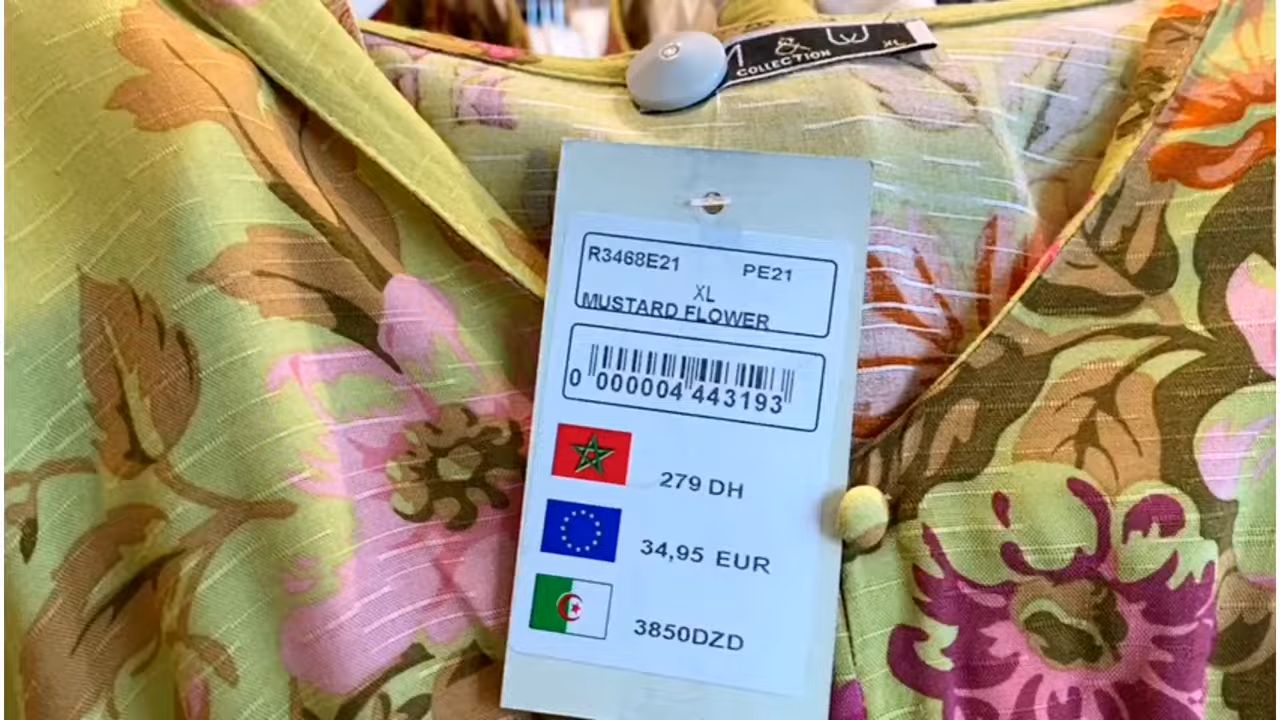 &
COLLECTION XL
R3468E21 PE21
XL
MUSTARD FLOWER
0 000004 443193
279 DH
34,95 EUR
3850DZD